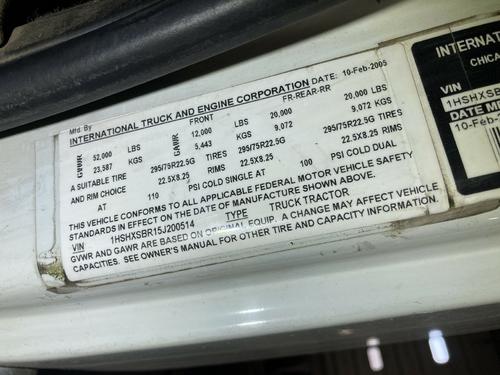 Mfd. By
INTERNATIONAL TRUCK AND ENGINE CORPORATION DATE: 10-Feb-2005
FRONT FR-REAR-RR
GVWR 52,000 LBS GAWR 12,000 LBS 20,000 20,000 LBS
23,587 KGS 5,443 KGS 9,072 9,072 KGS
A SUITABLE TIRE 295/75R22.5G TIRES 295/75R22.5G 295/75R22.5G TIRES
AND RIM CHOICE 22.5X8.25 RIMS 22.5X8.25 22.5X8.25 RIMS
AT 110 PSI COLD SINGLE AT 100 PSI COLD DUAL
THIS VEHICLE CONFORMS TO ALL APPLICABLE FEDERAL MOTOR VEHICLE SAFETY
STANDARDS IN EFFECT ON THE DATE OF MANUFACTURE SHOWN ABOVE.
VIN 1HSHXSBR15J200514 TYPE TRUCK TRACTOR
GVWR AND GAWR ARE BASED ON ORIGINAL EQUIP. A CHANGE MAY AFFECT VEHICLE
CAPACITIES. SEE OWNER'S MANUAL FOR OTHER TIRE AND CAPACITY INFORMATION.
INTERNAT
CHICA
VIN
1HSHXSB
DATE MA
10-Feb-2